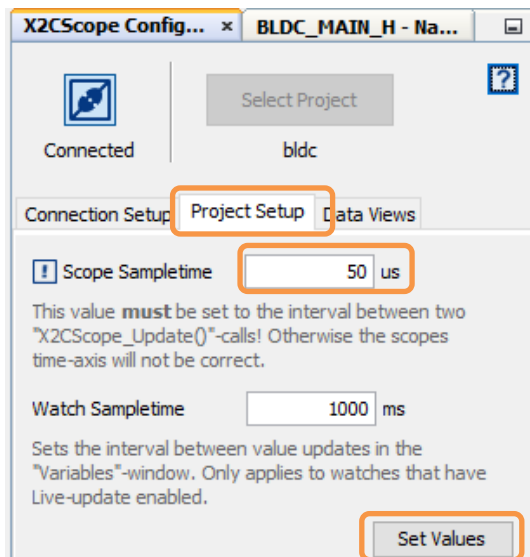 X2CScope Config... × BLDC_MAIN_H - Na...
Select Project
?
Connected
bldc
Connection Setup Project Setup Data Views
! Scope Sampletime 50 us
This value must be set to the interval between two
"X2CScope_Update()"-calls! Otherwise the scopes
time-axis will not be correct.
Watch Sampletime 1000 ms
Sets the interval between value updates in the
"Variables"-window. Only applies to watches that have
Live-update enabled.
Set Values